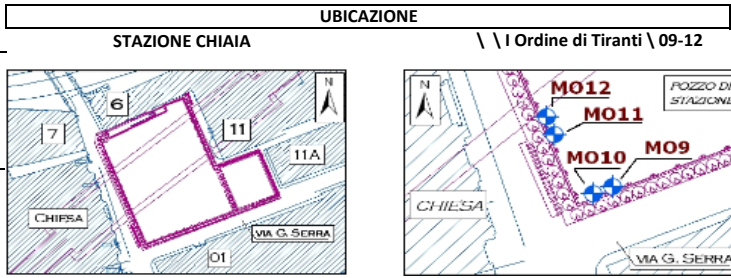 UBICAZIONE
STAZIONE CHIAIA
\ \ I Ordine di Tiranti \ 09-12
N
6
7
11
11A
CHIESA
VIA G. SERRA
01
N
MO12
POZZO DI
STAZIONE
MO11
MO10
MO9
CHIESA
VIA G. SERRA